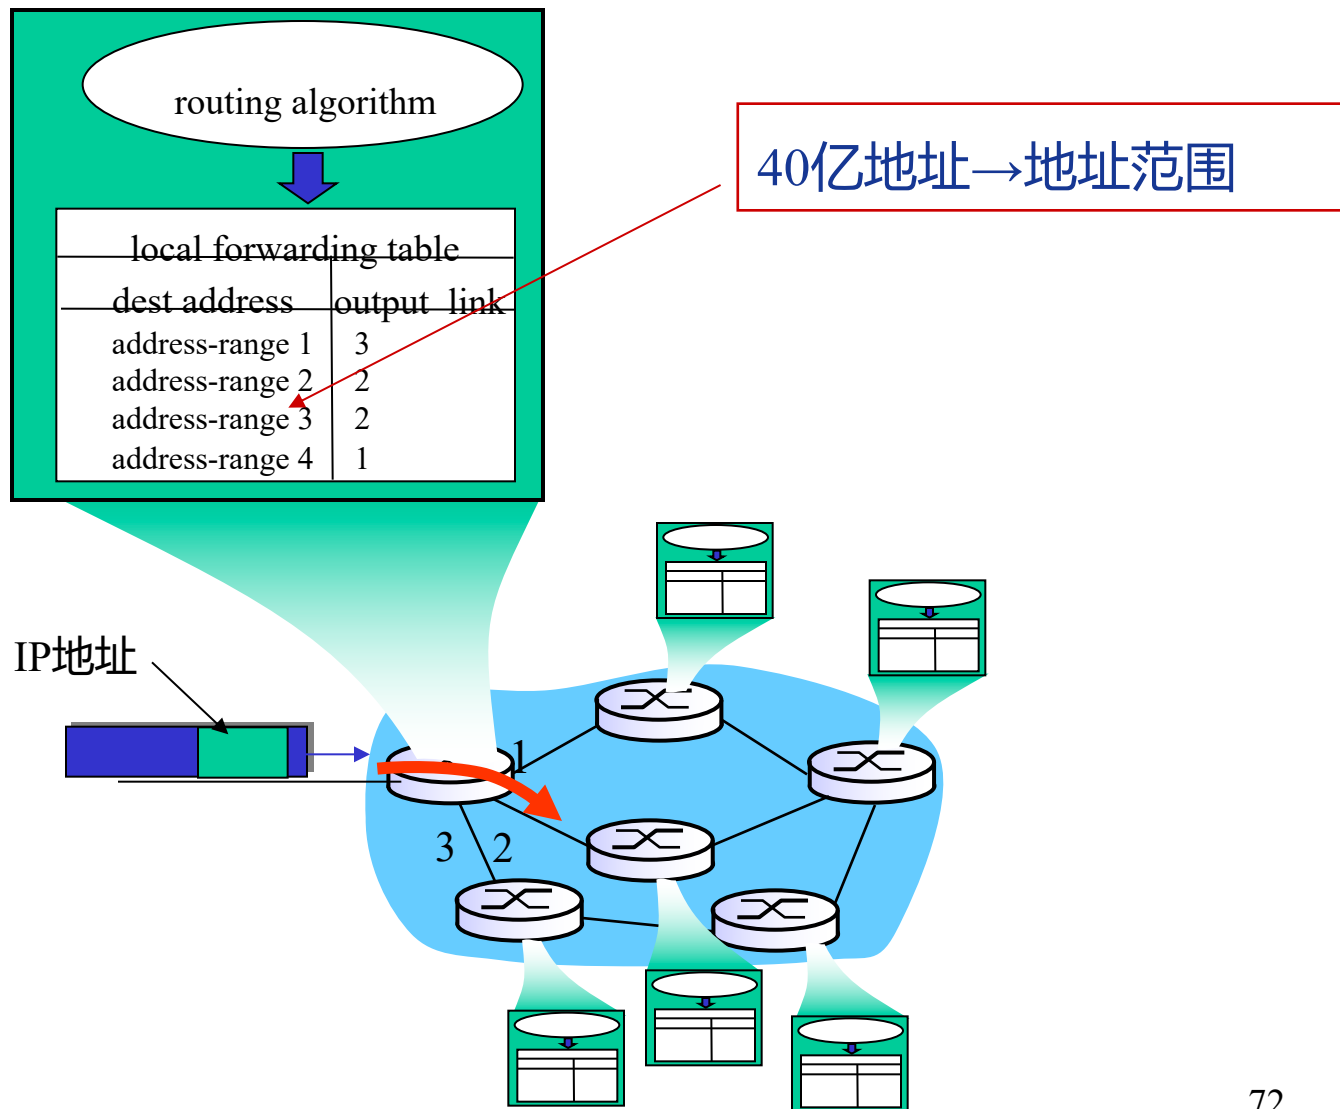 routing algorithm
40亿地址→地址范围
local forwarding table
dest address output link
address-range 1 3
address-range 2 2
address-range 3 2
address-range 4 1
IP地址
1
3 2
72